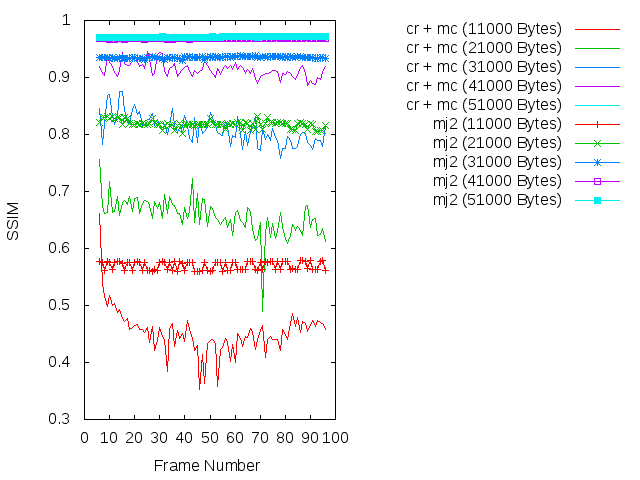 1
0.9
0.8
0.7
0.6
0.5
0.4
0.3
0 10 20 30 40 50 60 70 80 90 100
SSIM
Frame Number
cr + mc (11000 Bytes)
cr + mc (21000 Bytes)
cr + mc (31000 Bytes)
cr + mc (41000 Bytes)
cr + mc (51000 Bytes)
mj2 (11000 Bytes)
mj2 (21000 Bytes)
mj2 (31000 Bytes)
mj2 (41000 Bytes)
mj2 (51000 Bytes)